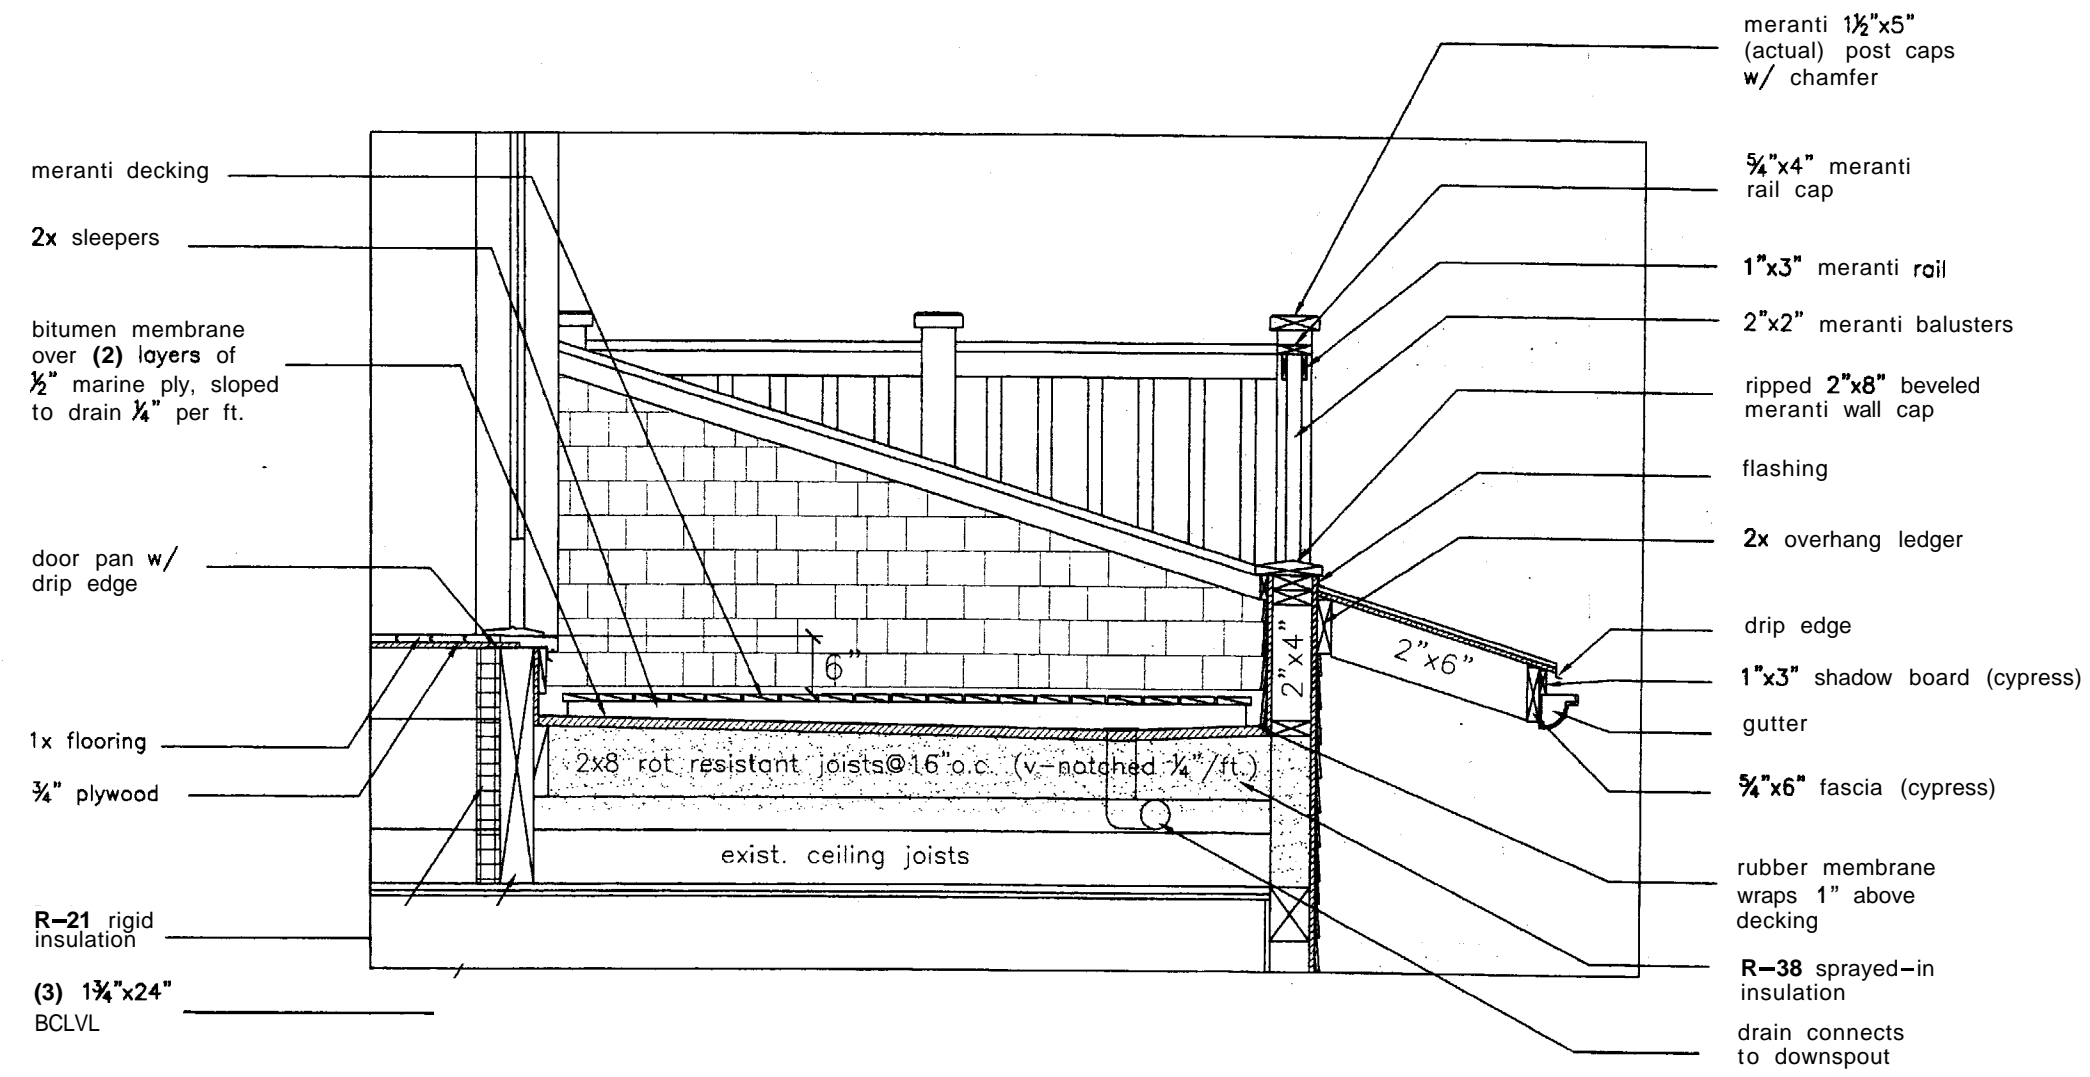 meranti decking
2x sleepers
bitumen membrane
over (2) layers of
½" marine ply, sloped
to drain ¼" per ft.
door pan w/
drip edge
1x flooring
¾" plywood
R-21 rigid
insulation
(3) 1¾"x24"
BCLVL
6"
2x8 rot resistant joists@16"o.c. (v-notched ¼"/ft.)
exist. ceiling joists
2"x4"
2"x6"
meranti 1½"x5"
(actual) post caps
w/ chamfer
5/4"x4" meranti
rail cap
1"x3" meranti rail
2"x2" meranti balusters
ripped 2"x8" beveled
meranti wall cap
flashing
2x overhang ledger
drip edge
1"x3" shadow board (cypress)
gutter
5/4"x6" fascia (cypress)
rubber membrane
wraps 1" above
decking
R-38 sprayed-in
insulation
drain connects
to downspout